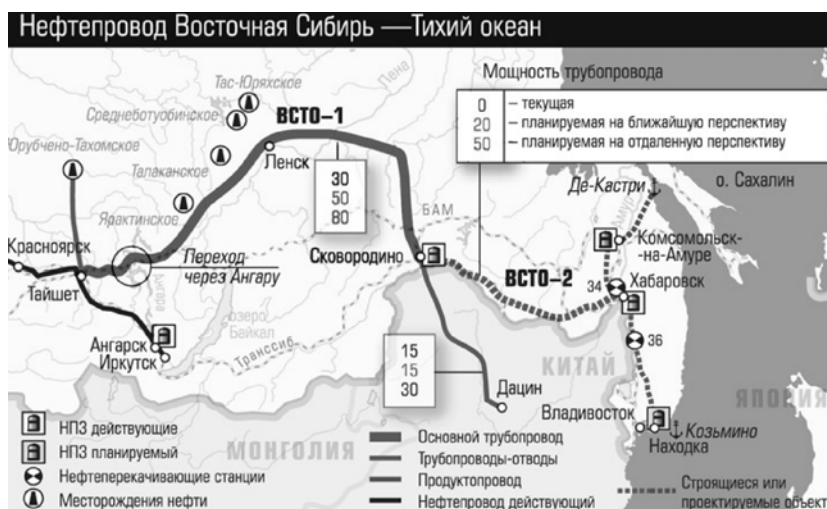 Нефтепровод Восточная Сибирь —Тихий океан
Мощность трубопровода
0 – текущая
20 – планируемая на ближайшую перспективу
50 – планируемая на отдаленную перспективу
Тас-Юряхское
Среднеботуобинское
Юрубчено-Тахомское
Талаканское
Ярактинское
ВСТО–1
Лена
Ленск
30
50
80
БАМ
Де-Кастри
о. Сахалин
Амур
Комсомольск-
-на-Амуре
Красноярск
Тайшет
Переход
через Ангару
Сковородино
ВСТО–2
34
Хабаровск
Ангара
озеро
Байкал
Транссиб
Ангарск
Иркутск
36
15
15
30
Дацин
КИТАЙ
Владивосток
Находка
Козьмино
ЯПОНИЯ
МОНГОЛИЯ
НПЗ действующие
НПЗ планируемый
Нефтеперекачивающие станции
Месторождения нефти
Основной трубопровод
Трубопроводы-отводы
Продуктопровод
Нефтепровод действующий
Строящиеся или
проектируемые объект